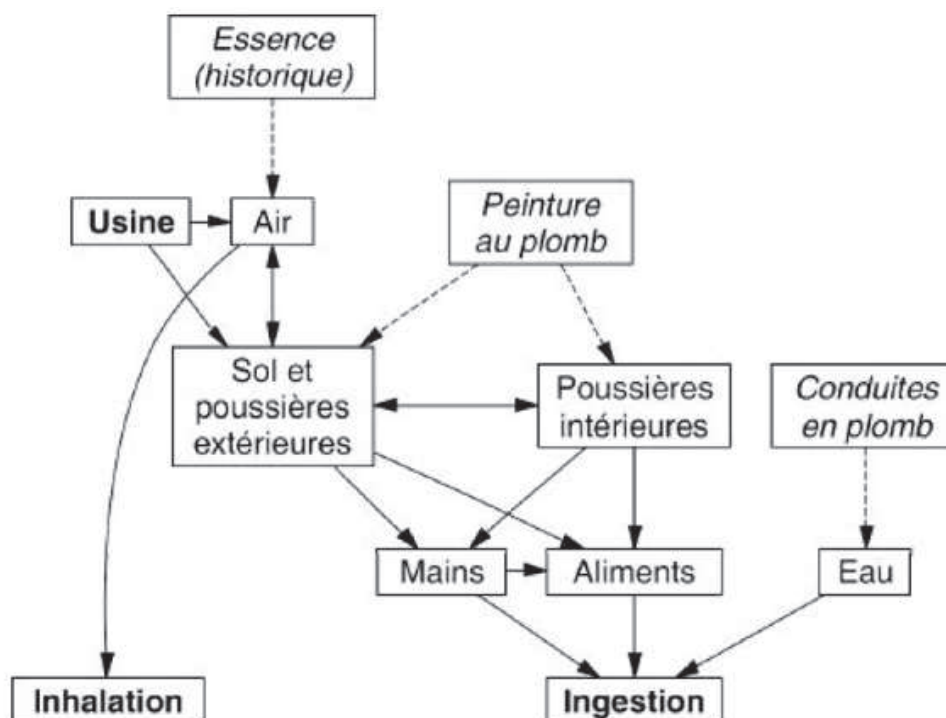 Essence
(historique)
Usine
Air
Peinture
au plomb
Sol et
poussières
extérieures
Poussières
intérieures
Conduites
en plomb
Mains
Aliments
Eau
Inhalation
Ingestion